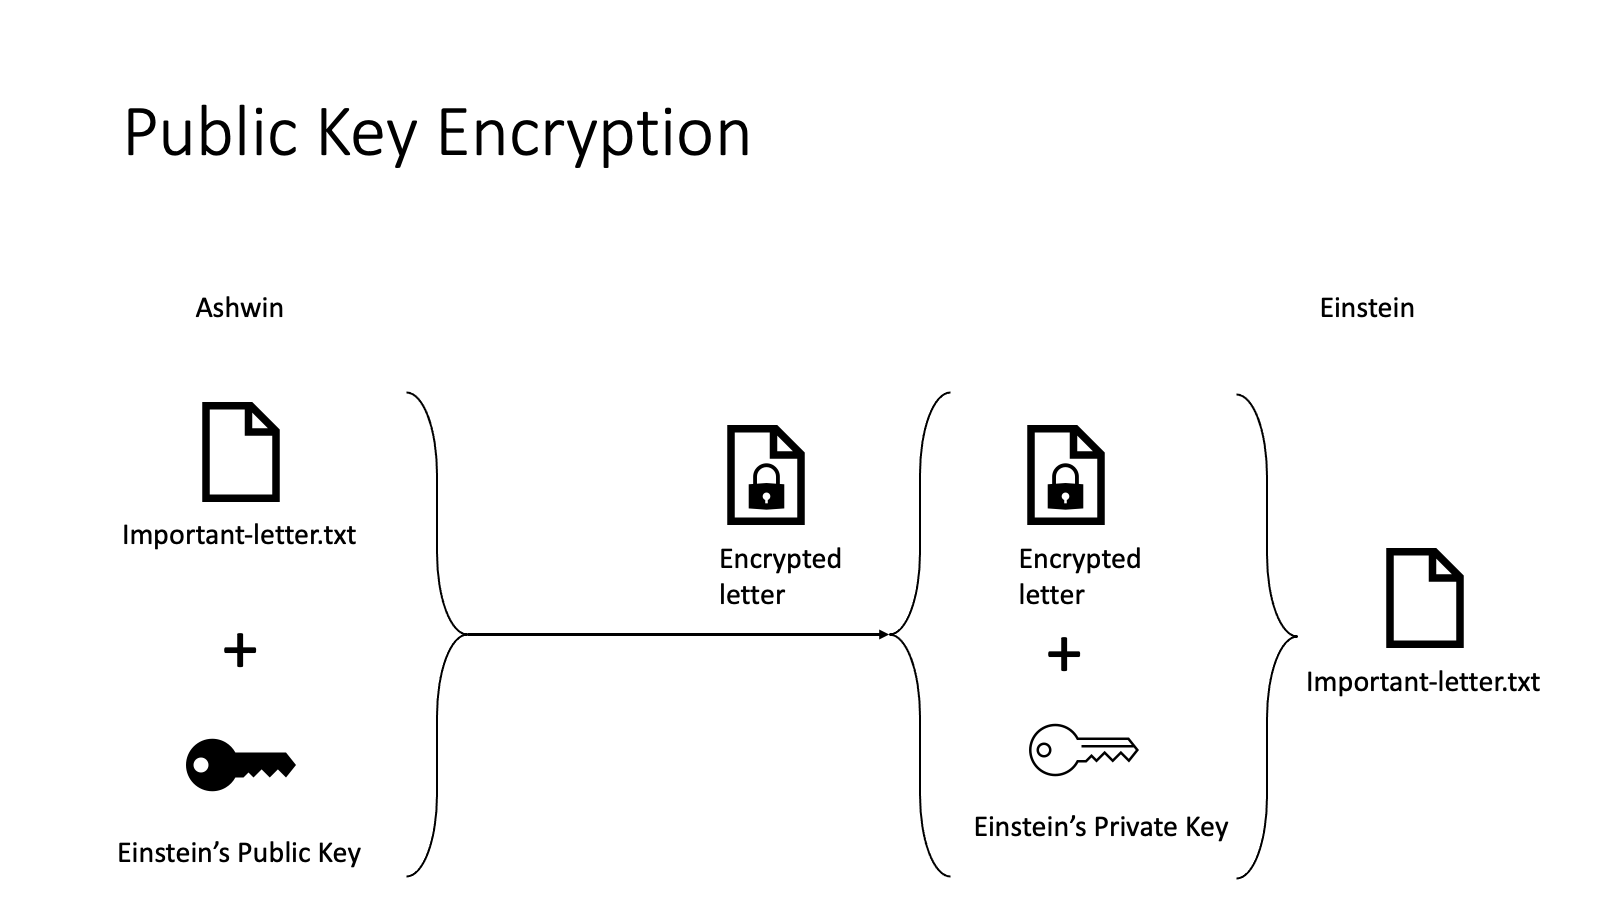 Public Key Encryption
Ashwin
Einstein
Important-letter.txt
+
Einstein’s Public Key
Encrypted
letter
Encrypted
letter
+
Einstein’s Private Key
Important-letter.txt